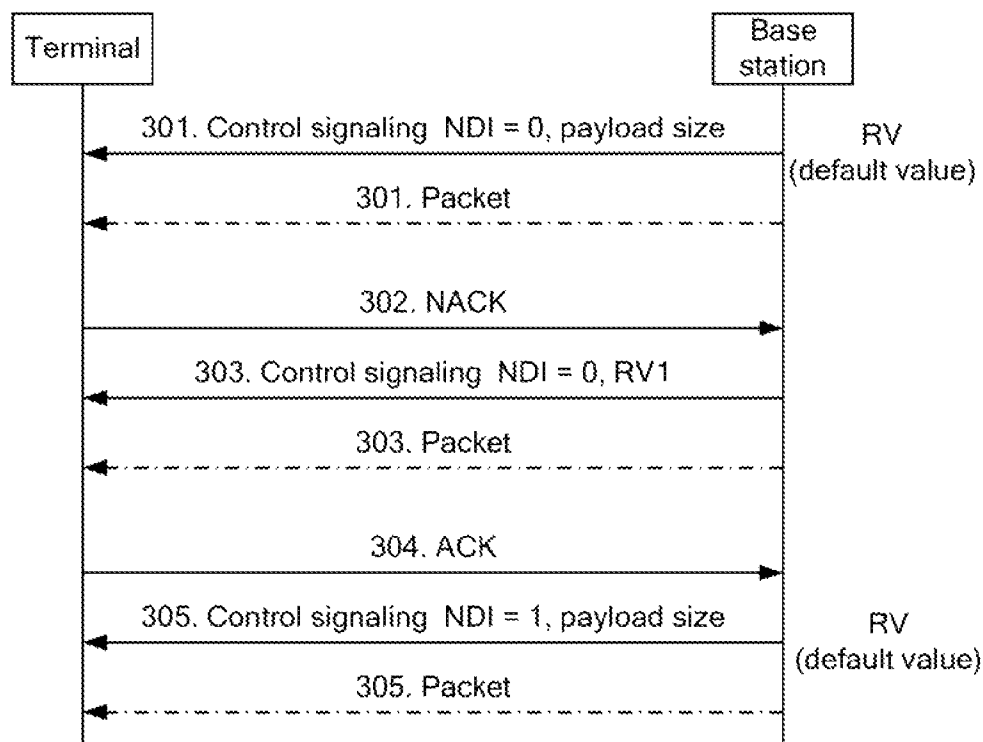 Terminal
Base
station
301. Control signaling NDI = 0, payload size
RV
(default value)
301. Packet
302. NACK
303. Control signaling NDI = 0, RV1
303. Packet
304. ACK
305. Control signaling NDI = 1, payload size
RV
(default value)
305. Packet